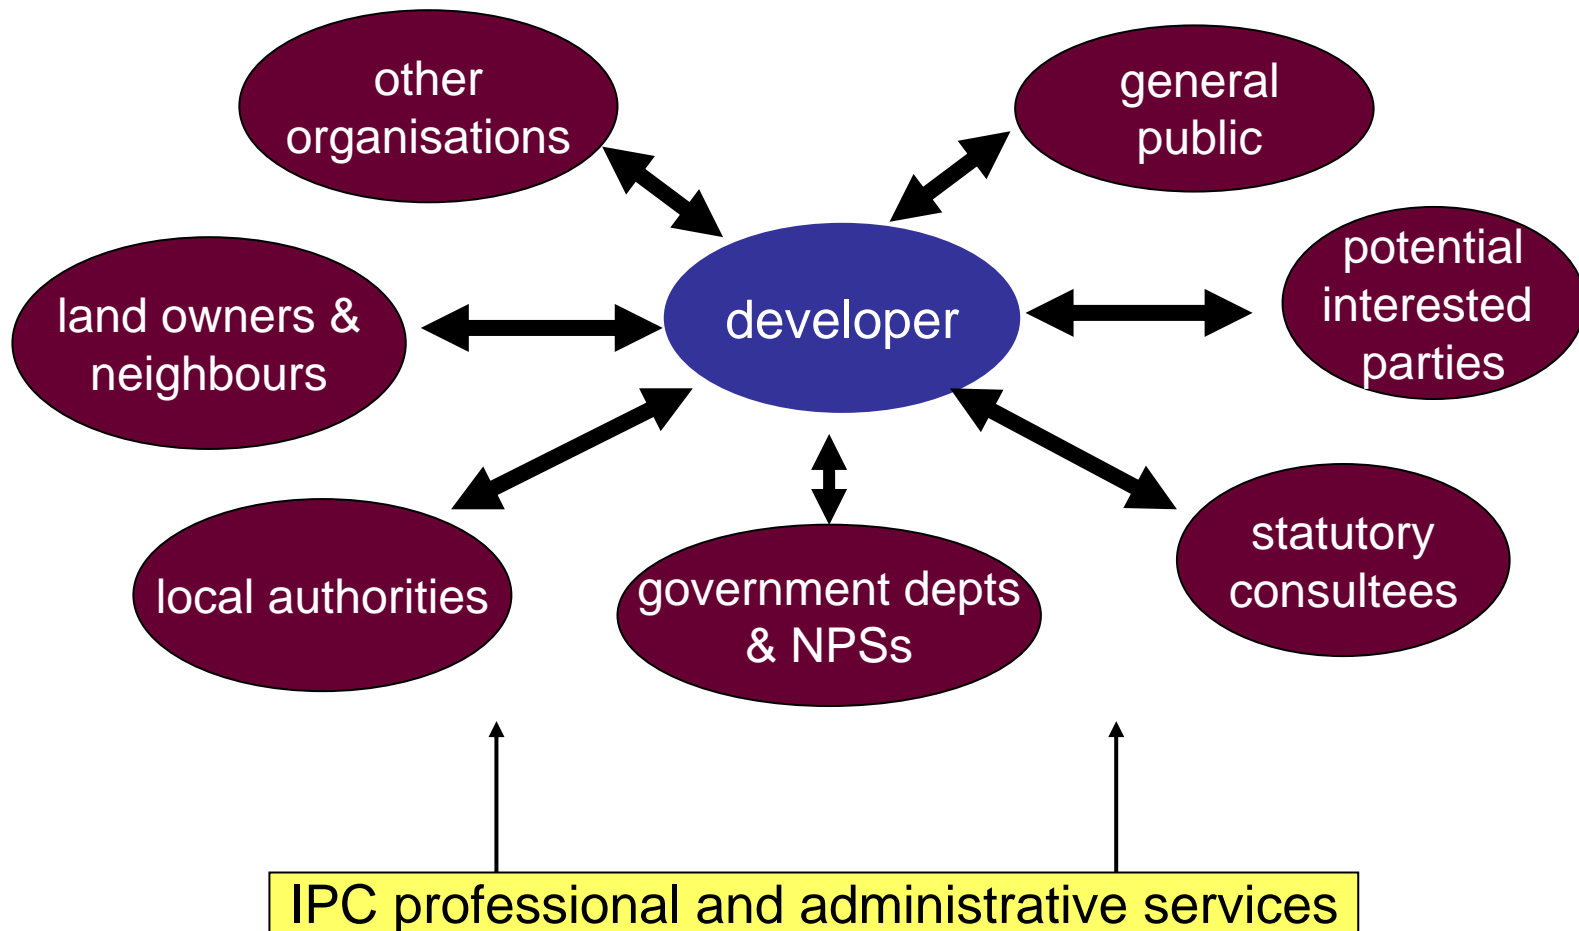 other
organisations
general
public
land owners &
neighbours
developer
potential
interested
parties
local authorities
government depts
& NPSs
statutory
consultees
IPC professional and administrative services